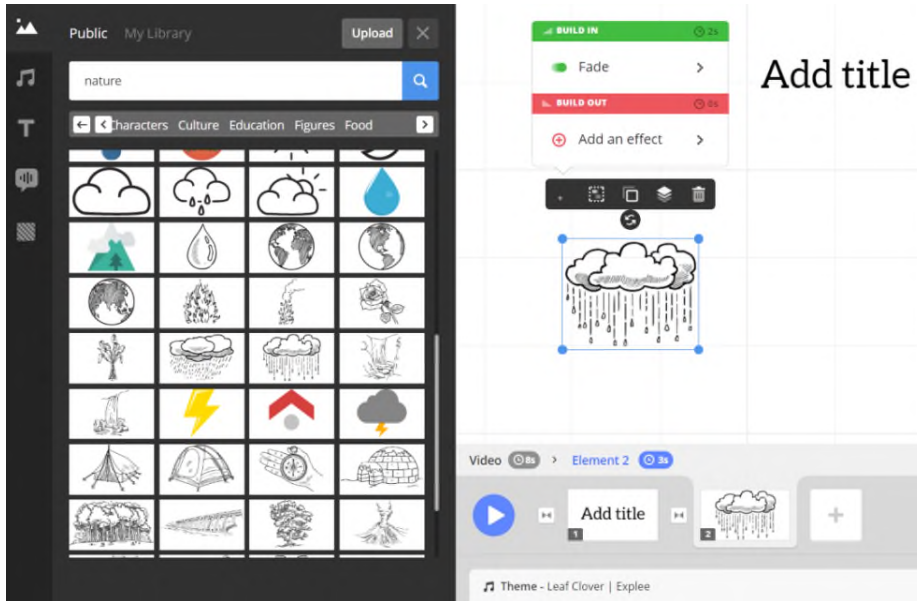 Public My Library Upload
nature
Characters Culture Education Figures Food
BUILD IN 2s
Fade
BUILD OUT 0s
Add an effect
Add title
Video 8s > Element 2 3s
Add title
1
2
Theme - Leaf Clover | Explee